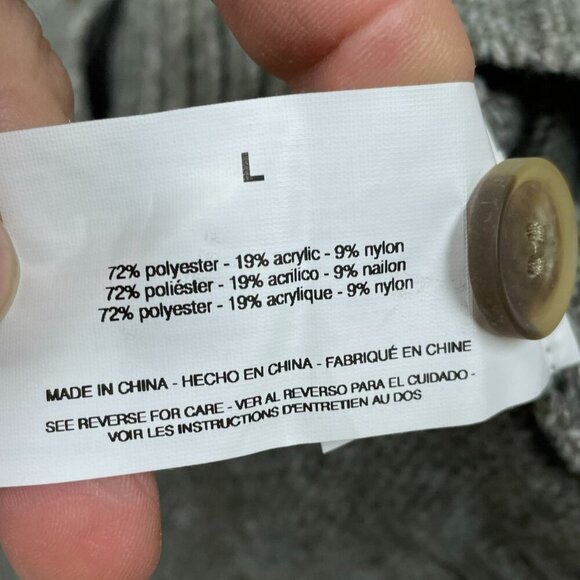 L
72% polyester - 19% acrylic - 9% nylon
72% poliéster - 19% acrílico - 9% nailon
72% polyester - 19% acrylique - 9% nylon
MADE IN CHINA - HECHO EN CHINA - FABRIQUÉ EN CHINE
SEE REVERSE FOR CARE - VER AL REVERSO PARA EL CUIDADO -
VOIR LES INSTRUCTIONS D'ENTRETIEN AU DOS